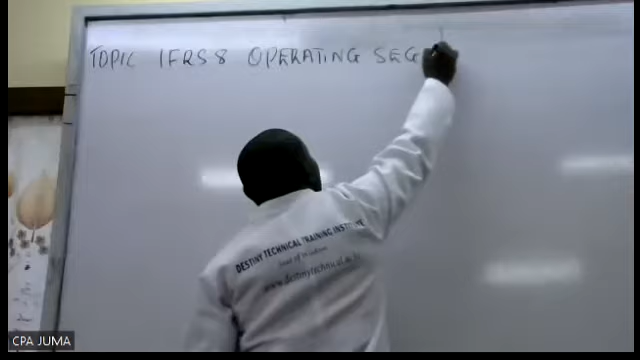 TOPIC IFRS 8 OPERATING SEG
DESTINY TECHNICAL TRAINING INSTITUTE
www.destinytechnical.ac.ke
CPA JUMA